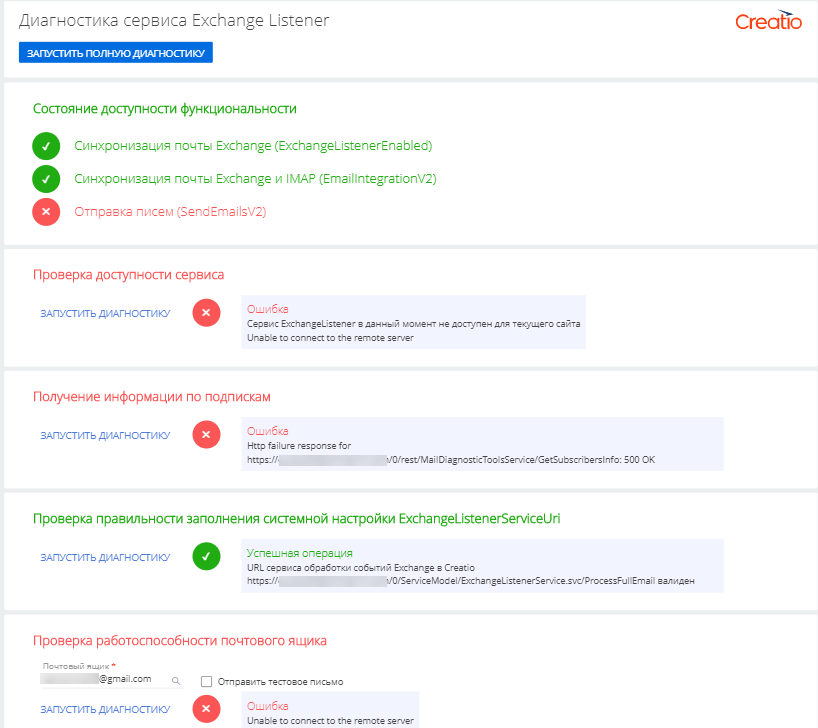 Диагностика сервиса Exchange Listener
Creatio
ЗАПУСТИТЬ ПОЛНУЮ ДИАГНОСТИКУ
Состояние доступности функциональности
Синхронизация почты Exchange (ExchangeListenerEnabled)
Синхронизация почты Exchange и IMAP (EmailIntegrationV2)
Отправка писем (SendEmailsV2)
Проверка доступности сервиса
ЗАПУСТИТЬ ДИАГНОСТИКУ
Ошибка
Сервис ExchangeListener в данный момент не доступен для текущего сайта
Unable to connect to the remote server
Получение информации по подпискам
ЗАПУСТИТЬ ДИАГНОСТИКУ
Ошибка
Http failure response for
https:// /0/rest/MailDiagnosticToolsService/GetSubscribersInfo: 500 OK
Проверка правильности заполнения системной настройки ExchangeListenerServiceUri
ЗАПУСТИТЬ ДИАГНОСТИКУ
Успешная операция
URL сервиса обработки событий Exchange в Creatio
https:// /0/ServiceModel/ExchangeListenerService.svc/ProcessFullEmail валиден
Проверка работоспособности почтового ящика
Почтовый ящик *
@gmail.com
Отправить тестовое письмо
ЗАПУСТИТЬ ДИАГНОСТИКУ
Ошибка
Unable to connect to the remote server